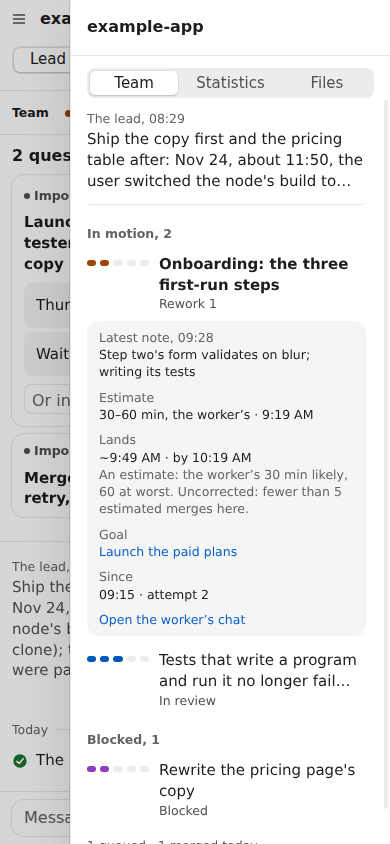 exa
Lead
Team
2 ques
Impo
Launc
tester
copy
Thur
Wait
Or in
Impo
Merge
retry,
The lead,
Ship the
Nov 24,
node's b
clone); t
were pa
Today
The
Messa
example-app
Team Statistics Files
The lead, 08:29
Ship the copy first and the pricing
table after: Nov 24, about 11:50, the
user switched the node's build to…
In motion, 2
Onboarding: the three
first-run steps
Rework 1
Latest note, 09:28
Step two's form validates on blur;
writing its tests
Estimate
30–60 min, the worker’s · 9:19 AM
Lands
~9:49 AM · by 10:19 AM
An estimate: the worker’s 30 min likely,
60 at worst. Uncorrected: fewer than 5
estimated merges here.
Goal
Launch the paid plans
Since
09:15 · attempt 2
Open the worker’s chat
Tests that write a program
and run it no longer fail…
In review
Blocked, 1
Rewrite the pricing page's
copy
Blocked
1 queued · 1 merged today